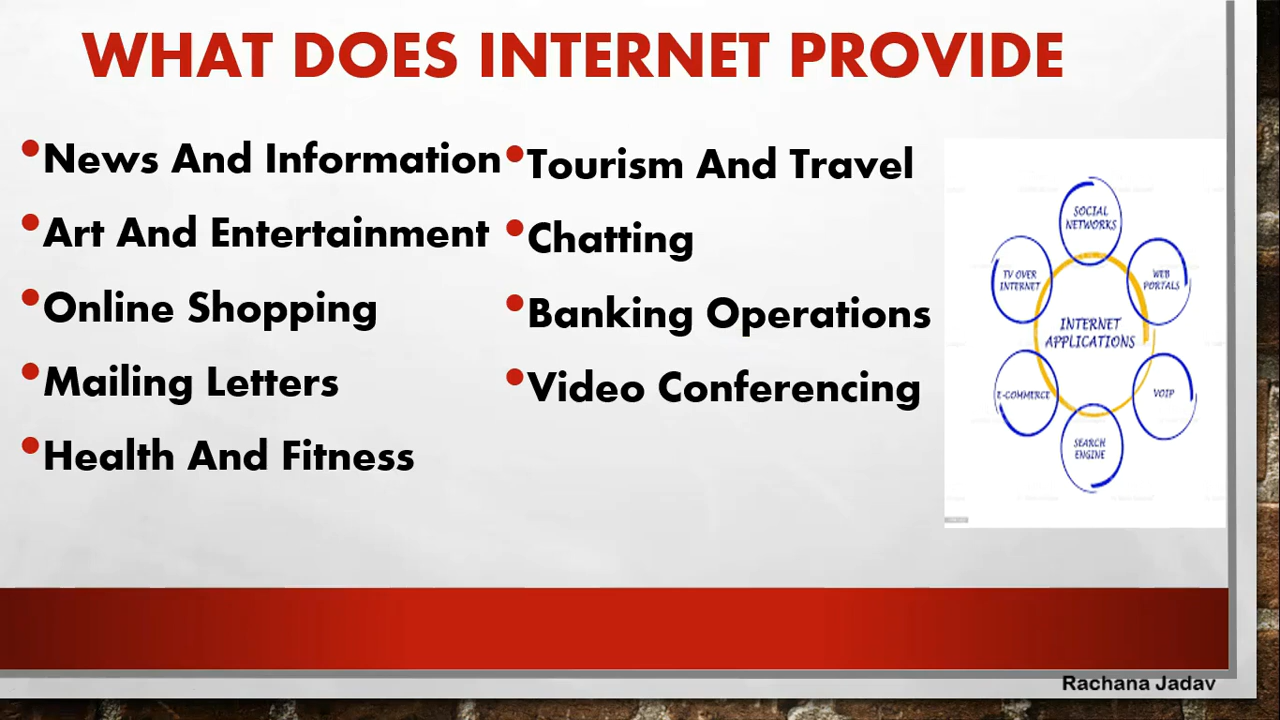 WHAT DOES INTERNET PROVIDE
•News And Information
•Art And Entertainment
•Online Shopping
•Mailing Letters
•Health And Fitness
•Tourism And Travel
•Chatting
•Banking Operations
•Video Conferencing
SOCIAL
NETWORKS
TV OVER
INTERNET
WEB
PORTALS
INTERNET
APPLICATIONS
E-COMMERCE
VOIP
SEARCH
ENGINE
Rachana Jadav